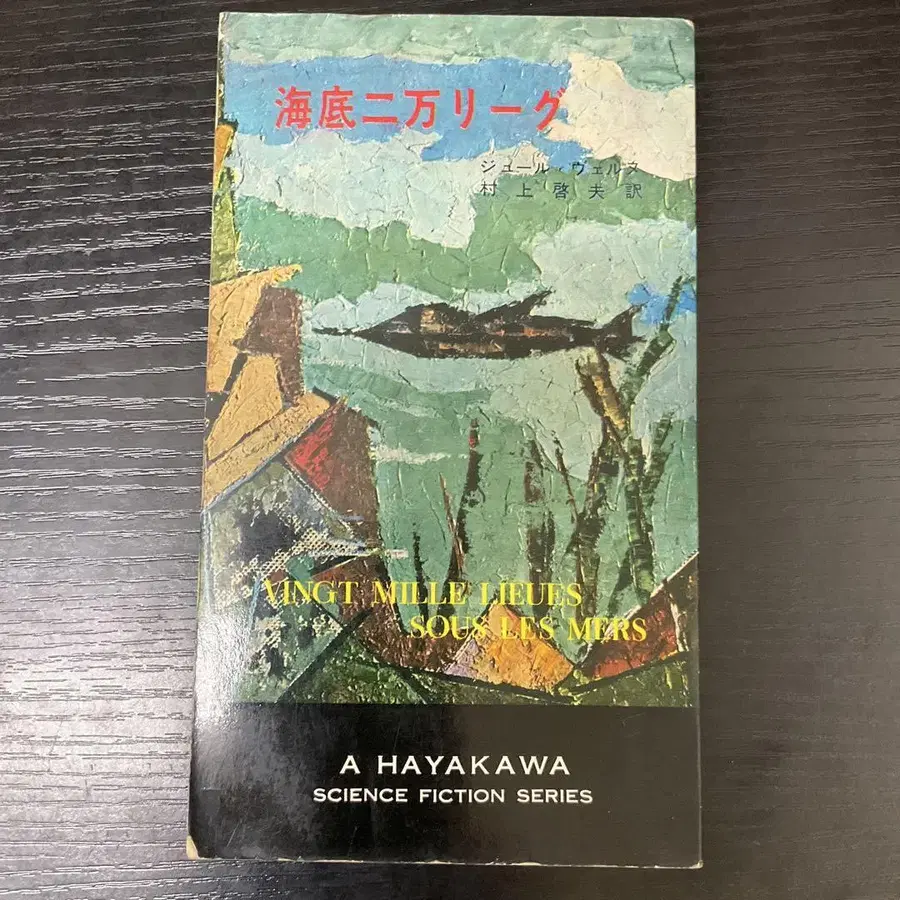 海底二万リーグ
ジュール・ヴェルヌ
村上啓夫訳
VINGT MILLE LIEUES
SOUS LES MERS
A HAYAKAWA
SCIENCE FICTION SERIES